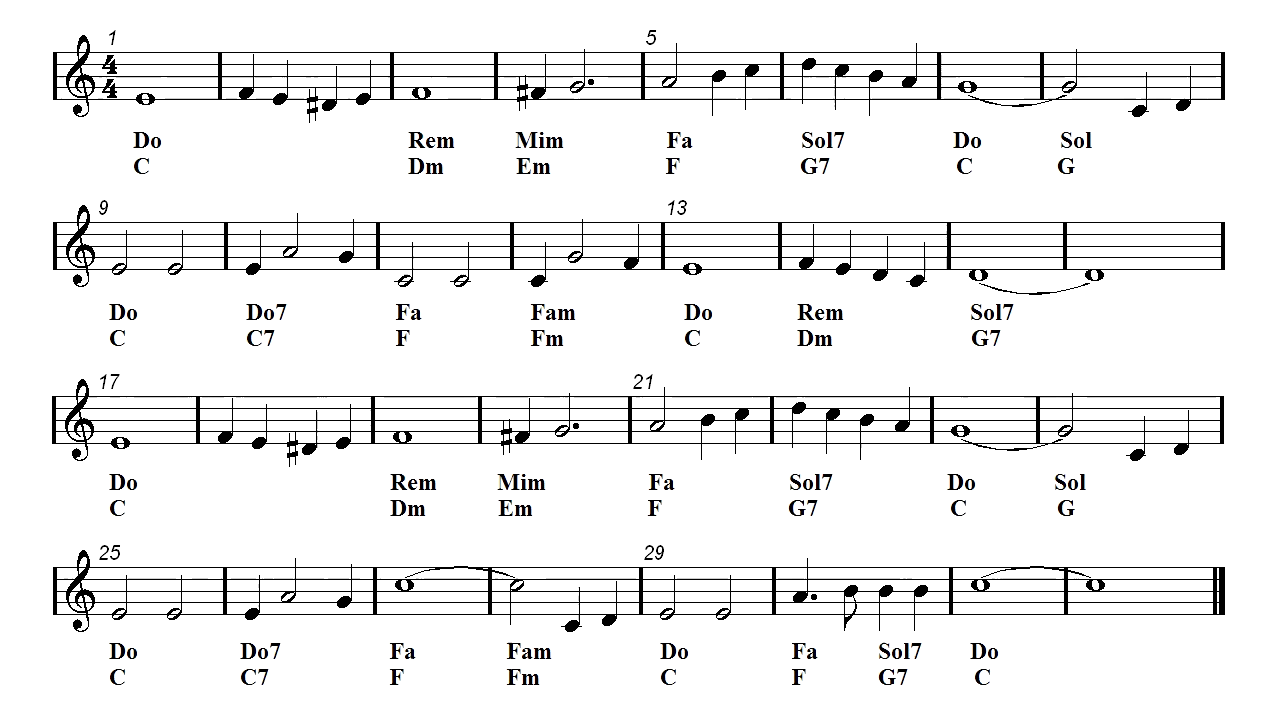 1 5
4
4
Do Rem Mim Fa Sol7 Do Sol
C Dm Em F G7 C G
9 13
Do Do7 Fa Fam Do Rem Sol7
C C7 F Fm C Dm G7
17 21
Do Rem Mim Fa Sol7 Do Sol
C Dm Em F G7 C G
25 29
Do Do7 Fa Fam Do Fa Sol7 Do
C C7 F Fm C F G7 C